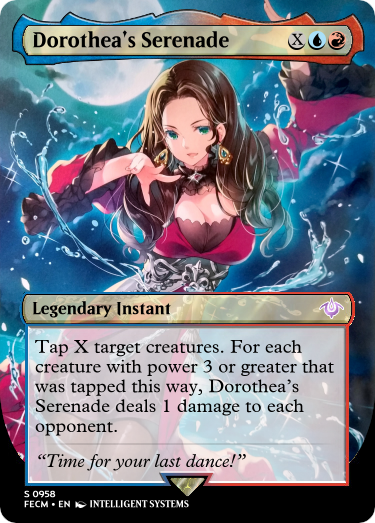 Dorothea's Serenade X
Legendary Instant
Tap X target creatures. For each
creature with power 3 or greater that
was tapped this way, Dorothea's
Serenade deals 1 damage to each
opponent.
“Time for your last dance!”
S 0958
FECM • EN INTELLIGENT SYSTEMS